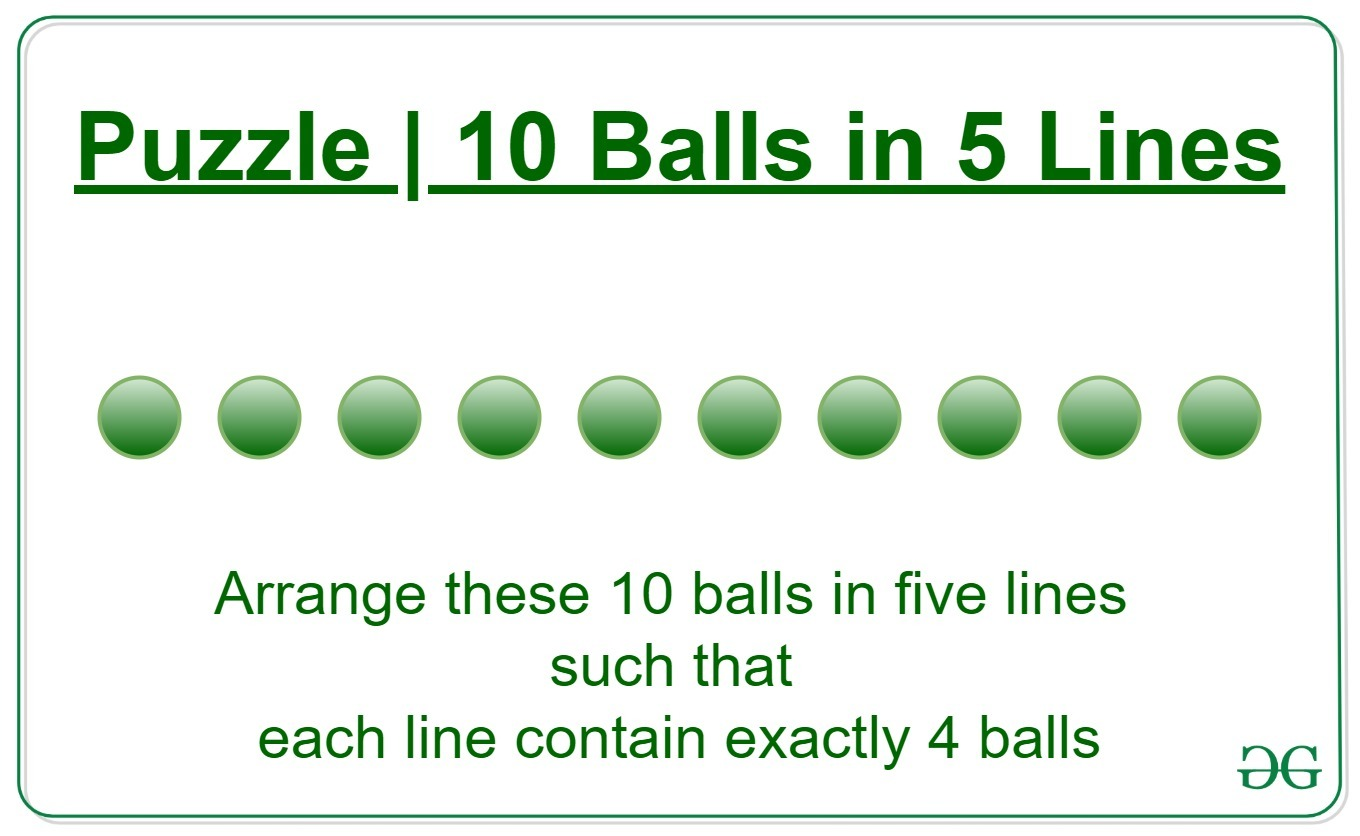 Puzzle | 10 Balls in 5 Lines
Arrange these 10 balls in five lines
such that
each line contain exactly 4 balls